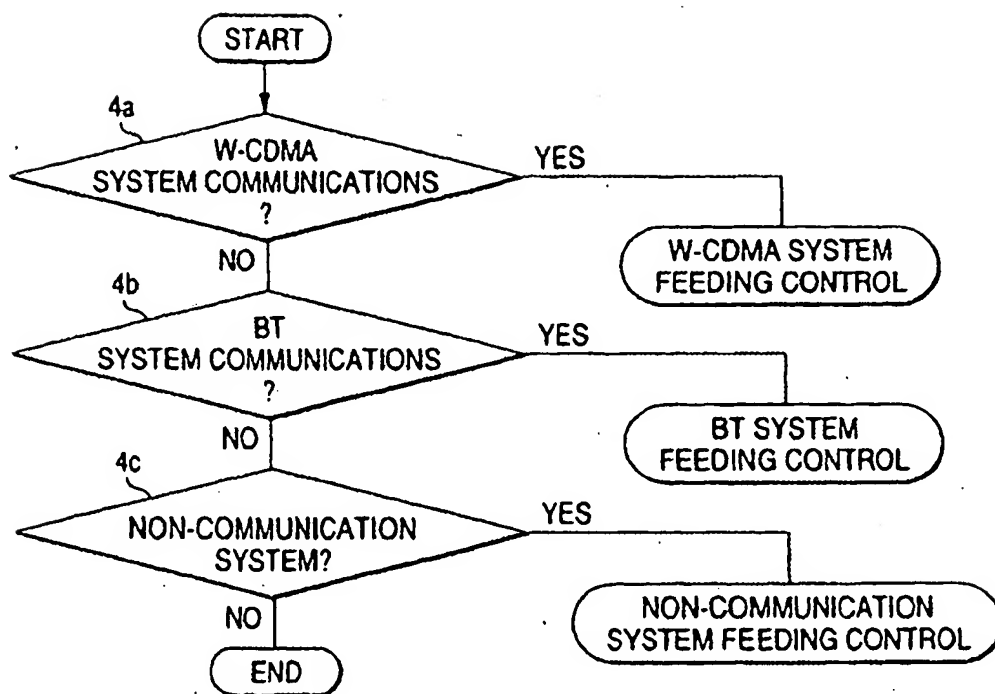 START
4a
W-CDMA
SYSTEM COMMUNICATIONS
?
YES
W-CDMA SYSTEM
FEEDING CONTROL
NO
4b
BT
SYSTEM COMMUNICATIONS
?
YES
BT SYSTEM
FEEDING CONTROL
NO
4c
NON-COMMUNICATION
SYSTEM?
YES
NON-COMMUNICATION
SYSTEM FEEDING CONTROL
NO
END